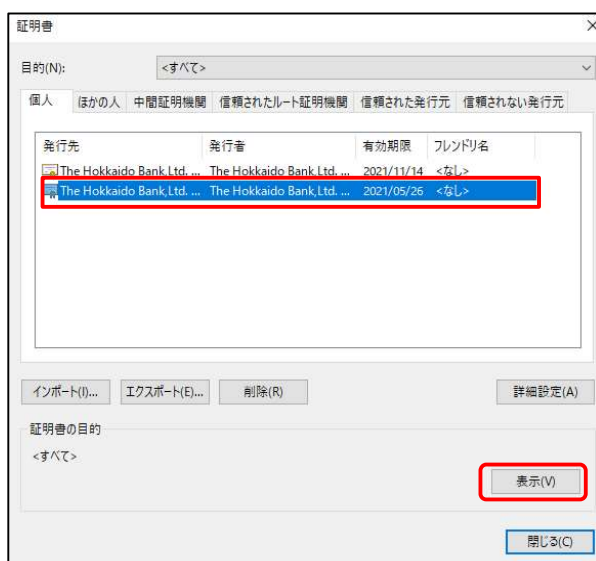 証明書
目的(N): <すべて>
個人 ほかの人 中間証明機関 信頼されたルート証明機関 信頼された発行元 信頼されない発行元
発行先 発行者 有効期限 フレンドリ名
The Hokkaido Bank,Ltd. ... The Hokkaido Bank,Ltd. ... 2021/11/14 <なし>
The Hokkaido Bank,Ltd. ... The Hokkaido Bank,Ltd. ... 2021/05/26 <なし>
インポート(I)... エクスポート(E)... 削除(R) 詳細設定(A)
証明書の目的
<すべて>
表示(V)
閉じる(C)